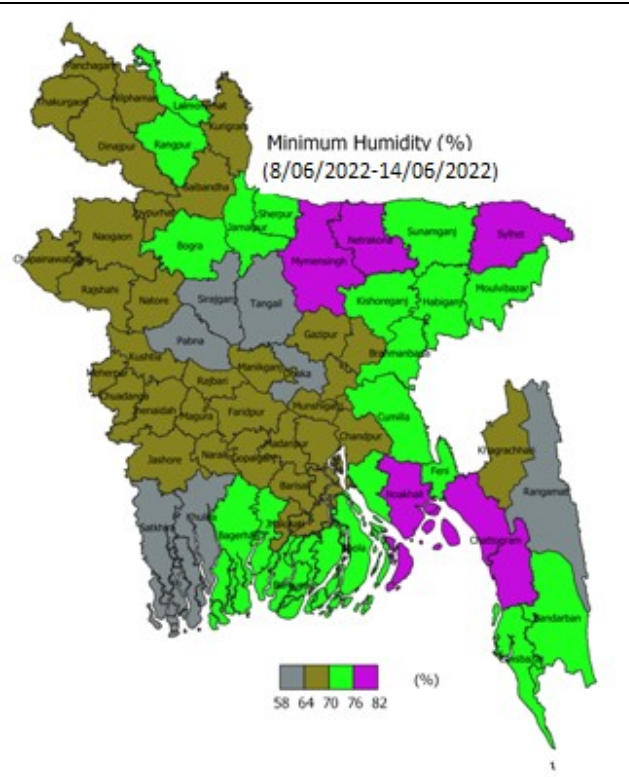 Panchagarh
Thakurgaon
Nilphamari
Lalmonirhat
Kurigram
Dinajpur
Rangpur
Minimum Humidity (%)
(8/06/2022-14/06/2022)
Gaibandha
Joypurhat
Sherpur
Jamalpur
Naogaon
Bogra
Netrakona
Sunamganj
Sylhet
Mymensingh
Chapainawabganj
Rajshahi
Natore
Sirajganj
Tangail
Kishoreganj
Habiganj
Moulvibazar
Pabna
Gazipur
Kushtia
Manikganj
Dhaka
Brahmanbaria
Meherpur
Rajbari
Chuadanga
Jhenaidah
Magura
Faridpur
Munshiganj
Cumilla
Jashore
Narail
Gopalganj
Madaripur
Chandpur
Khagrachhari
Feni
Barisal
Noakhali
Rangamati
Satkhira
Khulna
Bagerhat
Jhalokati
Bhola
Chattogram
Bandarban
Coxsbazar
(%)
58 64 70 76 82